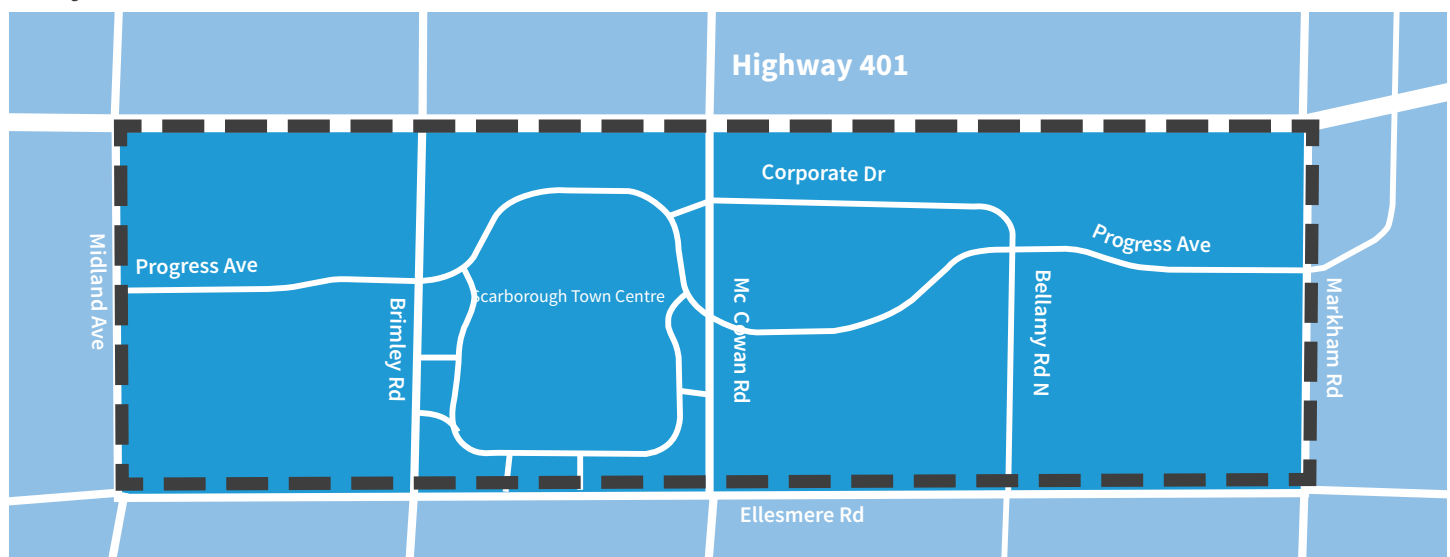 Highway 401
Corporate Dr
Progress Ave
Midland Ave
Progress Ave
Scarborough Town Centre
Mc Cowan Rd
Bellamy Rd N
Markham Rd
Brimley Rd
Ellesmere Rd